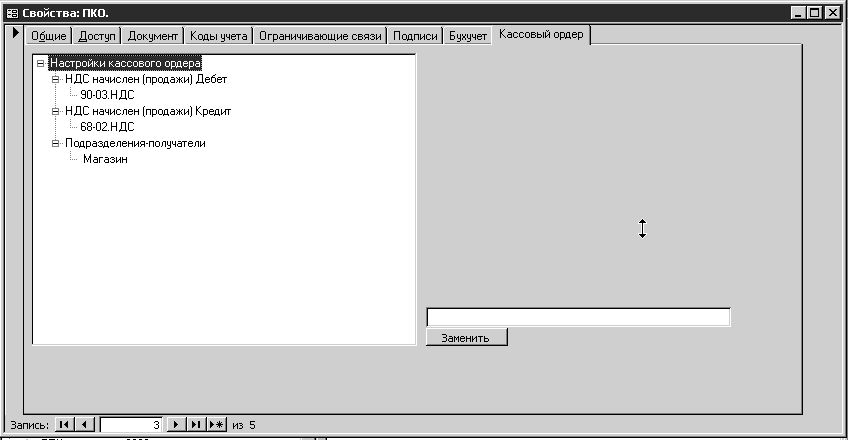 Свойства: ПКО.
Общие Доступ Документ Коды учета Ограничивающие связи Подписи Бухучет Кассовый ордер
Настройки кассового ордера
НДС начислен (продажи) Дебет
90-03.НДС
НДС начислен (продажи) Кредит
68-02.НДС
Подразделения-получатели
Магазин
Заменить
Запись: 3 из 5